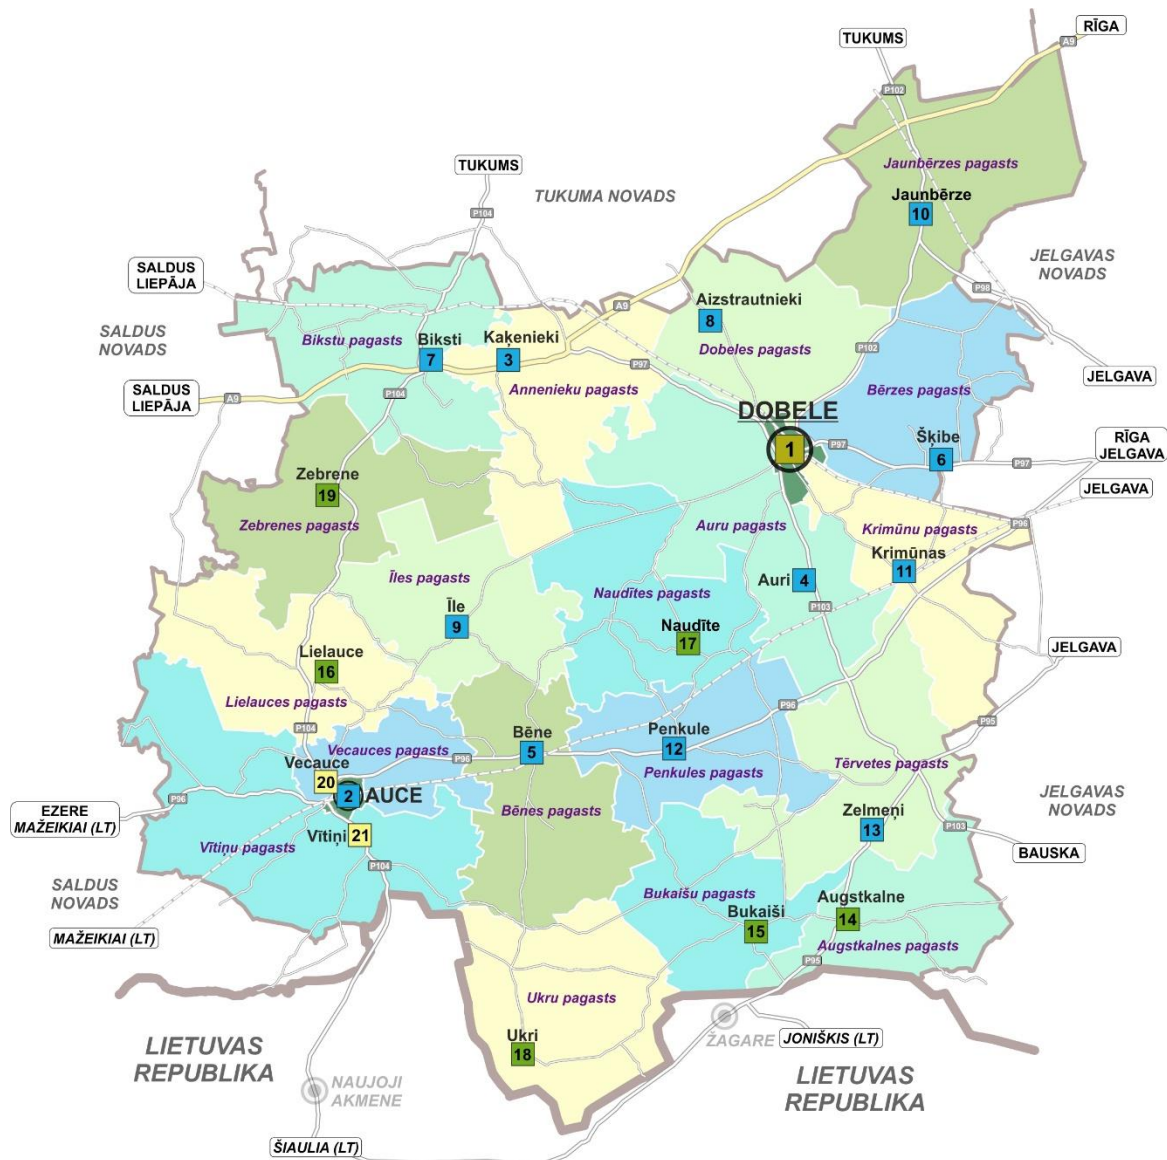 RĪGA
A9
TUKUMS
P102
Jaunbērzes pagasts
Jaunbērze
10
TUKUMS
TUKUMA NOVADS
P104
JELGAVAS
NOVADS
SALDUS
LIEPĀJA
P98
A9
Aizstrautnieki
8
SALDUS
NOVADS
Bikstu pagasts
Biksti
7
Kaķenieki
3
Dobeles pagasts
P102
P97
JELGAVA
Annenieku pagasts
Bērzes pagasts
SALDUS
LIEPĀJA
A9
P104
DOBELE
1
P97
Šķibe
6
P97
RĪGA
JELGAVA
JELGAVA
Zebrene
19
Zebrenes pagasts
Auru pagasts
Krimūnu pagasts
P96
Krimūnas
11
Īles pagasts
Naudītes pagasts
Auri
4
P103
Īle
9
Naudīte
17
JELGAVA
Lielauce
16
Lielauces pagasts
P104
P96
P95
Vecauces pagasts
P96
Bēne
5
Penkule
12
Penkules pagasts
Tērvetes pagasts
Vecauce
20
2
AUCE
P96
EZERE
MAŽEIKIAI (LT)
Bēnes pagasts
JELGAVAS
NOVADS
Zelmeņi
13
P103
Vītiņi
21
Vītiņu pagasts
P104
BAUSKA
SALDUS
NOVADS
Bukaišu pagasts
Bukaiši
15
Augstkalne
14
Augstkalnes pagasts
MAŽEIKIAI (LT)
P95
Ukru pagasts
Ukri
18
ŽAGARE
JONIŠKIS (LT)
LIETUVAS
REPUBLIKA
LIETUVAS
REPUBLIKA
NAUJOJI
AKMENE
ŠIAULIA (LT)